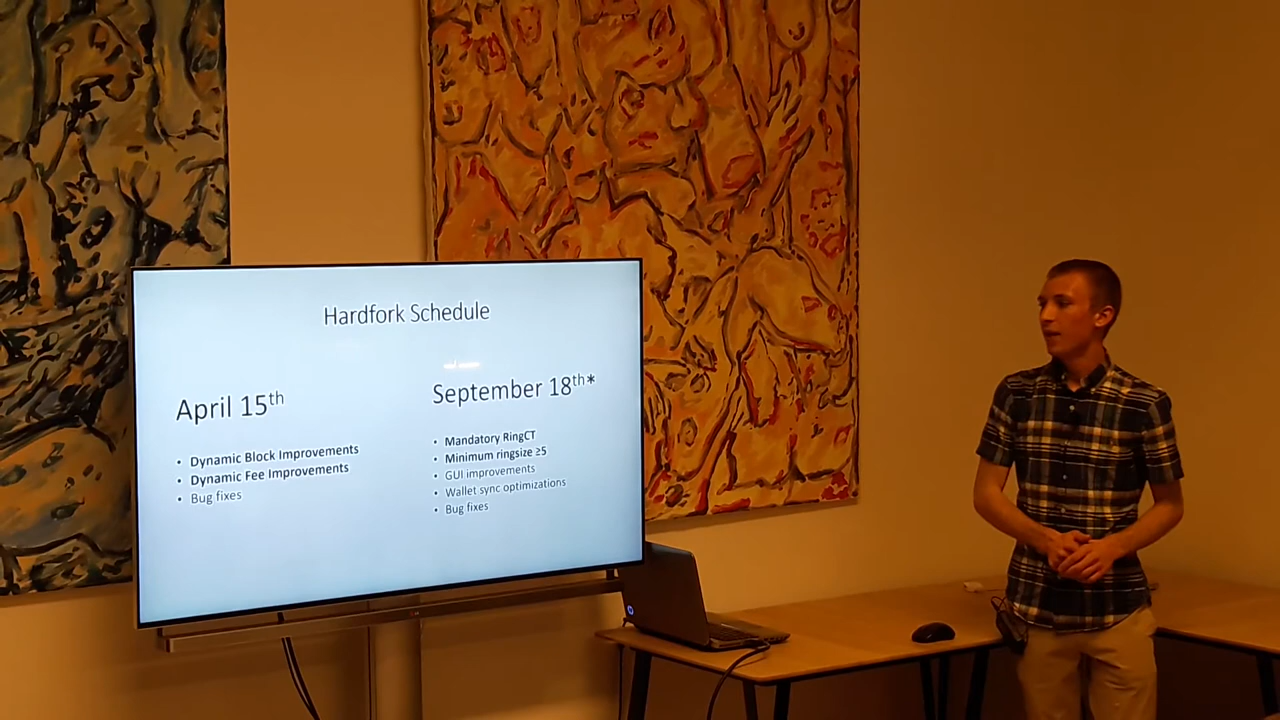 Hardfork Schedule
April 15th
• Dynamic Block Improvements
• Dynamic Fee Improvements
• Bug fixes
September 18th*
• Mandatory RingCT
• Minimum ringsize ≥5
• GUI improvements
• Wallet sync optimizations
• Bug fixes